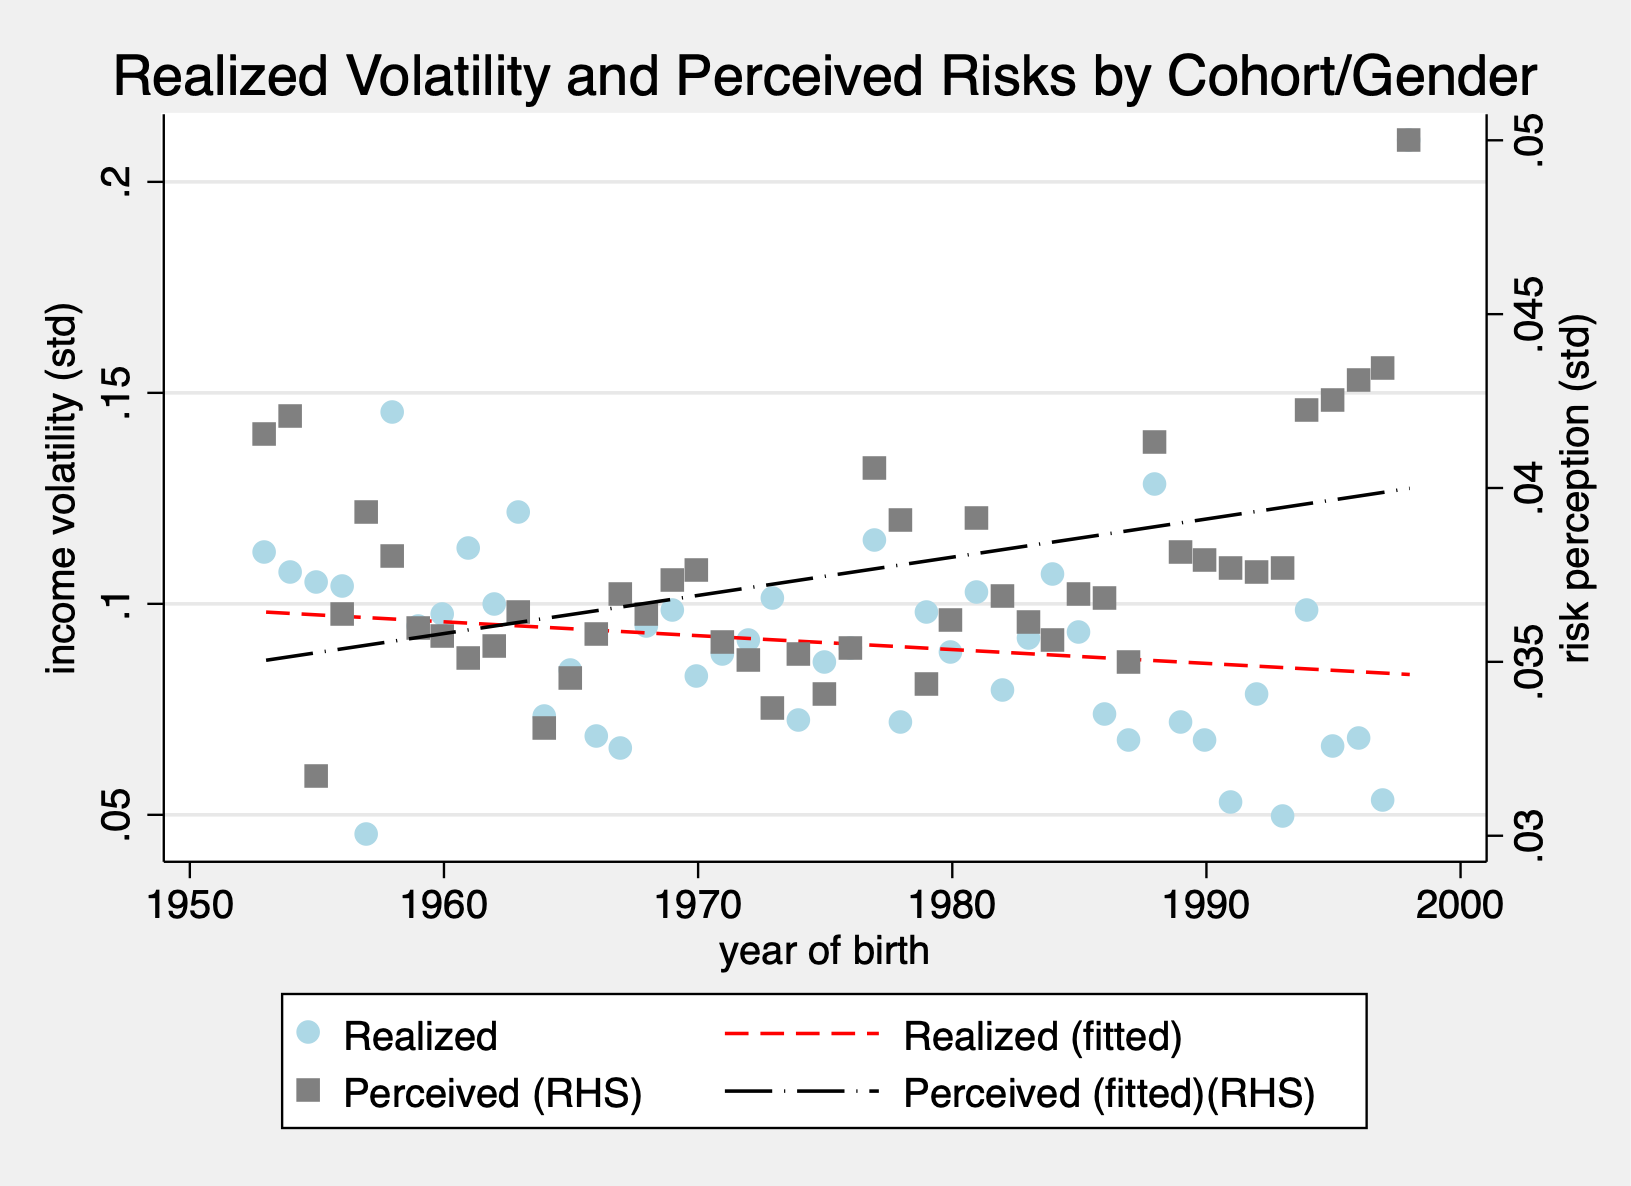 Realized Volatility and Perceived Risks by Cohort/Gender
income volatility (std)
.2
.15
.1
.05
.05
.045
.04
.035
.03
risk perception (std)
1950 1960 1970 1980 1990 2000
year of birth
Realized Realized (fitted)
Perceived (RHS) Perceived (fitted)(RHS)